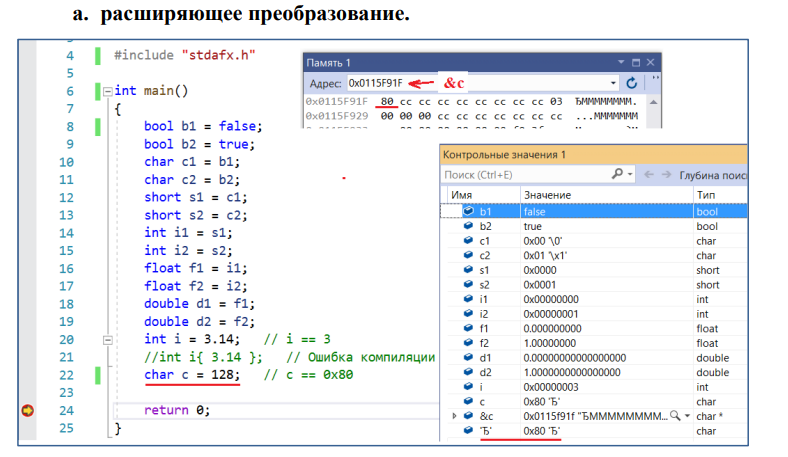 а. расширяющее преобразование.
4 #include "stdafx.h"
5
6 int main()
7 {
8 bool b1 = false;
9 bool b2 = true;
10 char c1 = b1;
11 char c2 = b2;
12 short s1 = c1;
13 short s2 = c2;
14 int i1 = s1;
15 int i2 = s2;
16 float f1 = i1;
17 float f2 = i2;
18 double d1 = f1;
19 double d2 = f2;
20 int i = 3.14; // i == 3
21 //int i{ 3.14 }; // Ошибка компиляции
22 char c = 128; // c == 0x80
23
24 return 0;
25 }
Память 1
Адрес: 0x0115F91F &c
0x0115F91F 80 cc cc cc cc cc cc cc cc 03 ЂMMMMMMMM.
0x0115F929 00 00 00 cc cc cc cc cc cc cc ...MMMMMMM
Контрольные значения 1
Поиск (Ctrl+E) Глубина поис
Имя Значение Тип
b1 false bool
b2 true bool
c1 0x00 '\0' char
c2 0x01 '\x1' char
s1 0x0000 short
s2 0x0001 short
i1 0x00000000 int
i2 0x00000001 int
f1 0.000000000 float
f2 1.00000000 float
d1 0.00000000000000000 double
d2 1.0000000000000000 double
i 0x00000003 int
c 0x80 'Ђ' char
&c 0x0115f91f "ЂMMMMMMMM... char *
'Ђ' 0x80 'Ђ' char